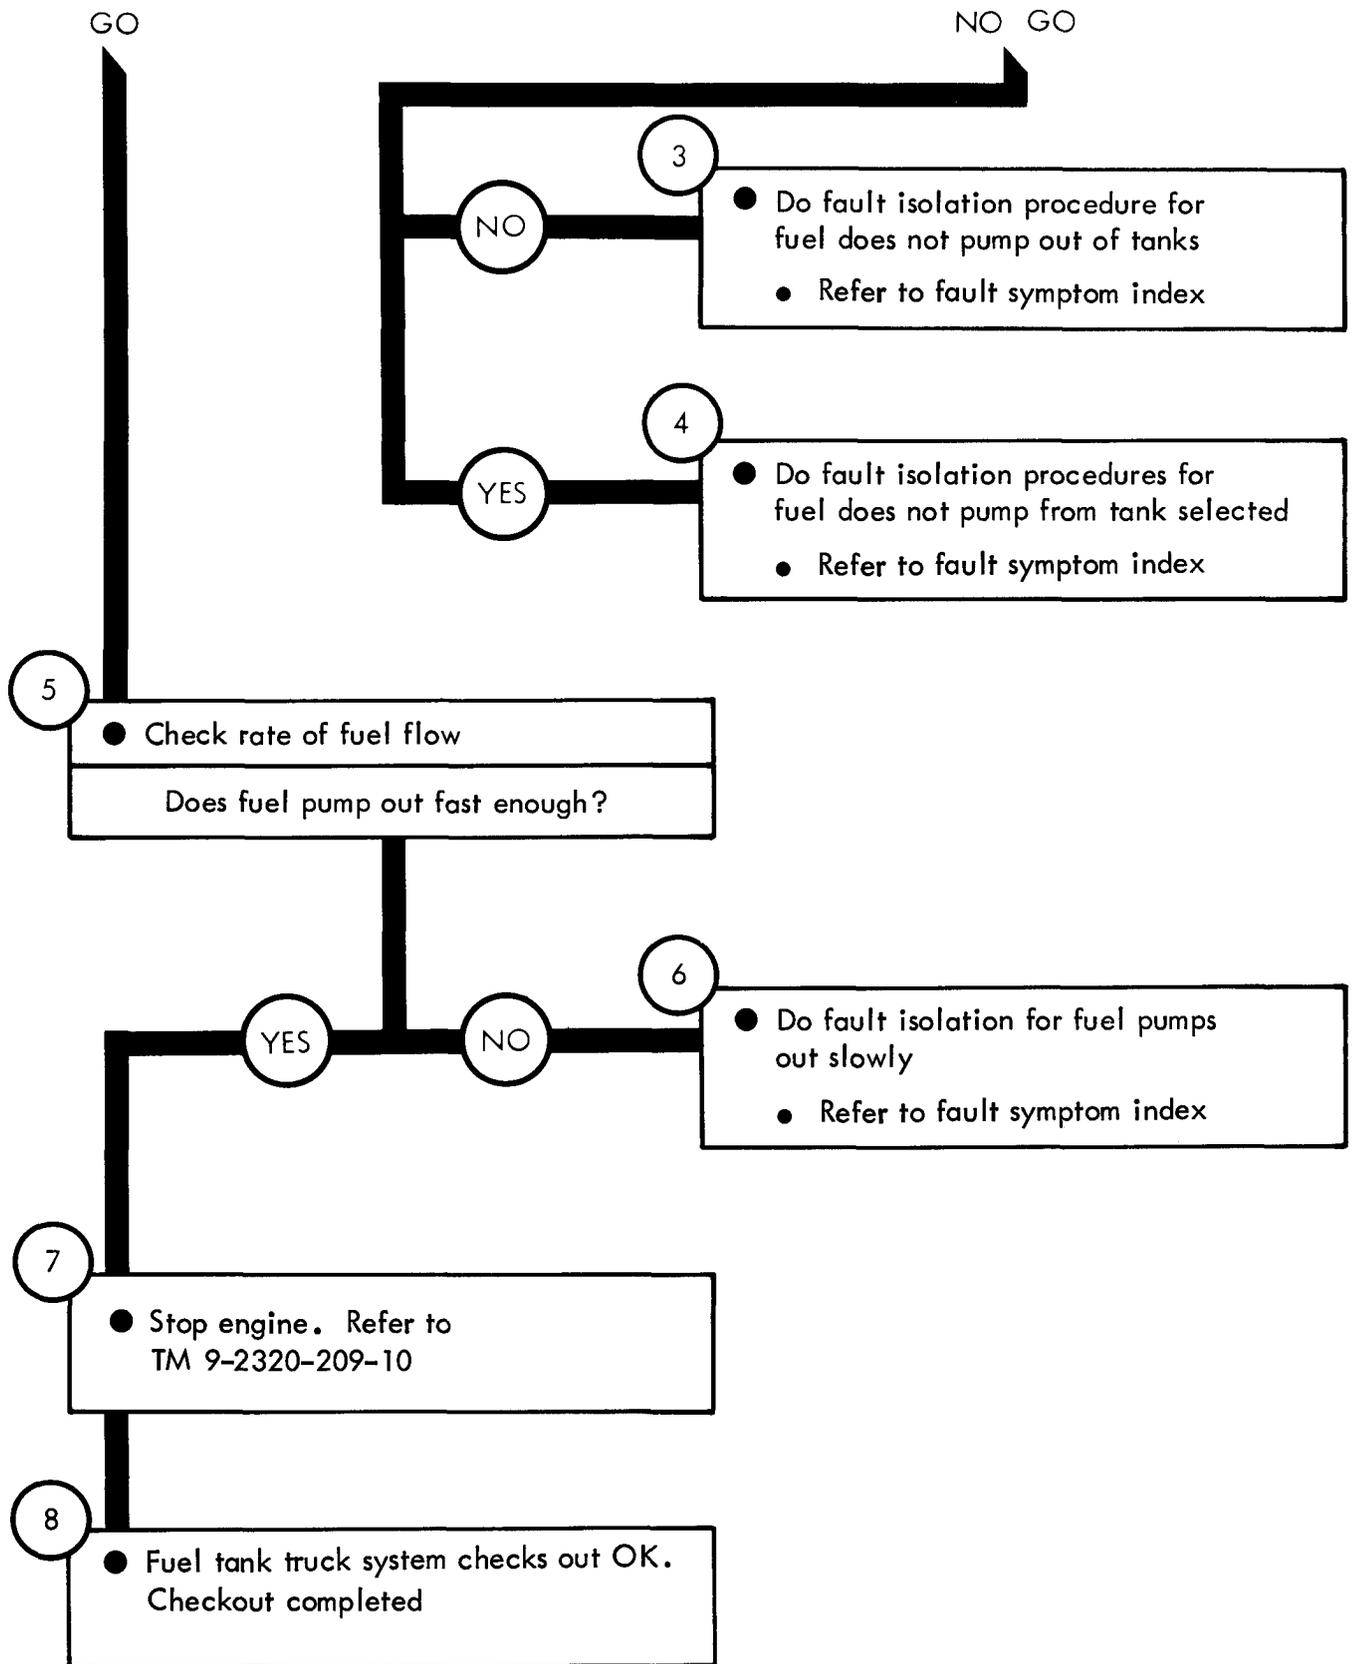 GO
NO GO
3
NO
● Do fault isolation procedure for
fuel does not pump out of tanks
● Refer to fault symptom index
4
YES
● Do fault isolation procedures for
fuel does not pump from tank selected
● Refer to fault symptom index
5
● Check rate of fuel flow
Does fuel pump out fast enough?
6
YES
NO
● Do fault isolation for fuel pumps
out slowly
● Refer to fault symptom index
7
● Stop engine. Refer to
TM 9-2320-209-10
8
● Fuel tank truck system checks out OK.
Checkout completed